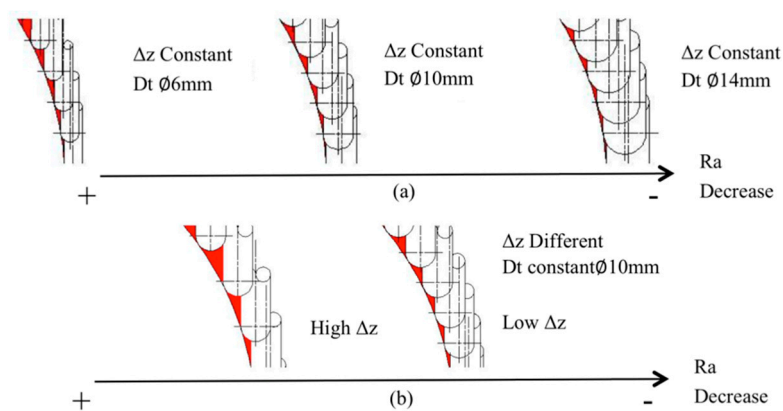 Δz Constant
Dt Ø6mm
Δz Constant
Dt Ø10mm
Δz Constant
Dt Ø14mm
Ra
+
(a)
-
Decrease
Δz Different
Dt constantØ10mm
High Δz
Low Δz
Ra
+
(b)
-
Decrease